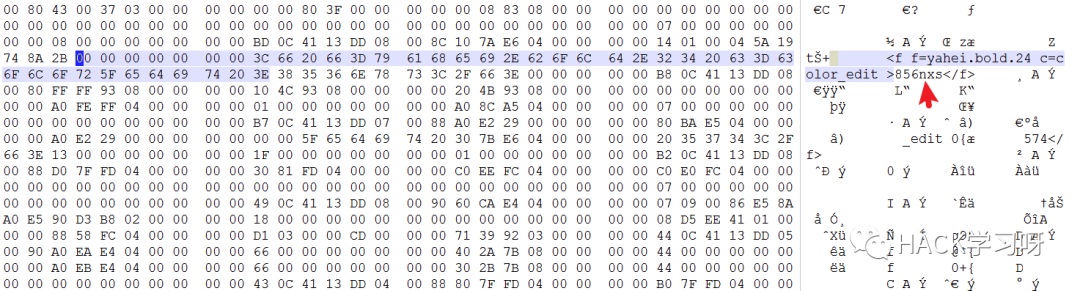 00 80 43 00 37 03 00 00 00 00 00 00 80 3F 00 00 00 00 00 00 08 83 08 00 00 00 00 00 00 00 00 00 €C 7 €? ƒ
00 00 00 00 00 00 00 00 00 00 00 00 00 00 00 00 00 00 00 00 00 00 00 00 00 00 00 00 00 00 00 00
00 00 08 00 00 00 00 00 00 00 BD 0C 41 13 DD 08 00 8C 10 7A E6 04 00 00 00 00 14 01 00 04 5A 19 ½ A Ý Œ zæ Z
74 8A 2B 00 00 00 00 00 00 00 3C 66 20 66 3D 79 61 68 65 69 2E 62 6F 6C 64 2E 32 34 20 63 3D 63 tŠ+ <f f=yahei.bold.24 c=c
6F 6C 6F 72 5F 65 64 69 74 20 3E 38 35 36 6E 78 73 3C 2F 66 3E 00 00 00 00 00 B8 0C 41 13 DD 08 olor_edit >856nxs</f> ¸ A Ý
00 80 FF FF 93 08 00 00 00 00 10 4C 93 08 00 00 00 00 20 4B 93 08 00 00 00 00 00 00 00 00 00 00 €ÿÿ“ L“ K“
00 00 A0 FE FF 04 00 00 00 00 01 00 00 00 00 00 00 00 A0 8C A5 04 00 00 00 00 00 00 00 00 00 00 þÿ Œ¥
00 00 00 00 00 00 00 00 00 00 B7 0C 41 13 DD 07 00 88 A0 E2 29 00 00 00 00 00 80 BA E5 04 00 00 · A Ý ˆ â) €ºå
00 00 A0 E2 29 00 00 00 00 00 5F 65 64 69 74 20 30 7B E6 04 00 00 00 00 00 00 20 35 37 34 3C 2F â) _edit 0{æ 574</
66 3E 13 00 00 00 00 00 00 00 1F 00 00 00 00 00 00 00 01 00 00 00 00 00 00 00 B2 0C 41 13 DD 08 f> ² A Ý
00 88 D0 7F FD 04 00 00 00 00 30 81 FD 04 00 00 00 00 C0 EE FC 04 00 00 00 00 C0 E0 FC 04 00 00 ˆÐ ý 0 ý Àîü Ààü
00 00 00 00 00 00 00 00 00 00 49 0C 41 13 DD 08 00 90 60 CA E4 04 00 00 00 00 07 09 00 86 E5 8A I A Ý `Êä †åŠ
A0 E5 90 D3 B8 02 00 00 00 00 18 00 00 00 00 00 00 00 00 00 00 00 00 00 00 00 08 D5 EE 41 01 00 å Ó¸ ÕîA
00 00 88 58 FC 04 00 00 00 00 D1 03 00 00 CD 00 00 00 71 39 92 03 00 00 00 00 44 0C 41 13 DD 05 ˆXü Ñ Í
00 90 A0 EA E4 04 00 00 00 00 66 00 00 00 00 00 00 00 40 2A 7B 08 00 00 00 00 44 00 00 00 00 00 êä f
00 00 A0 EB E4 04 00 00 00 00 66 00 00 00 00 00 00 00 30 2B 7B 08 00 00 00 00 44 00 00 00 00 00 ëä f 0+{ D
00 00 00 00 00 00 00 00 00 00 43 0C 41 13 DD 04 00 88 80 7F FD 04 00 00 00 00 B0 7F FD 04 00 00 C A Ý ˆ€ ý ° ý
HACK学习呀